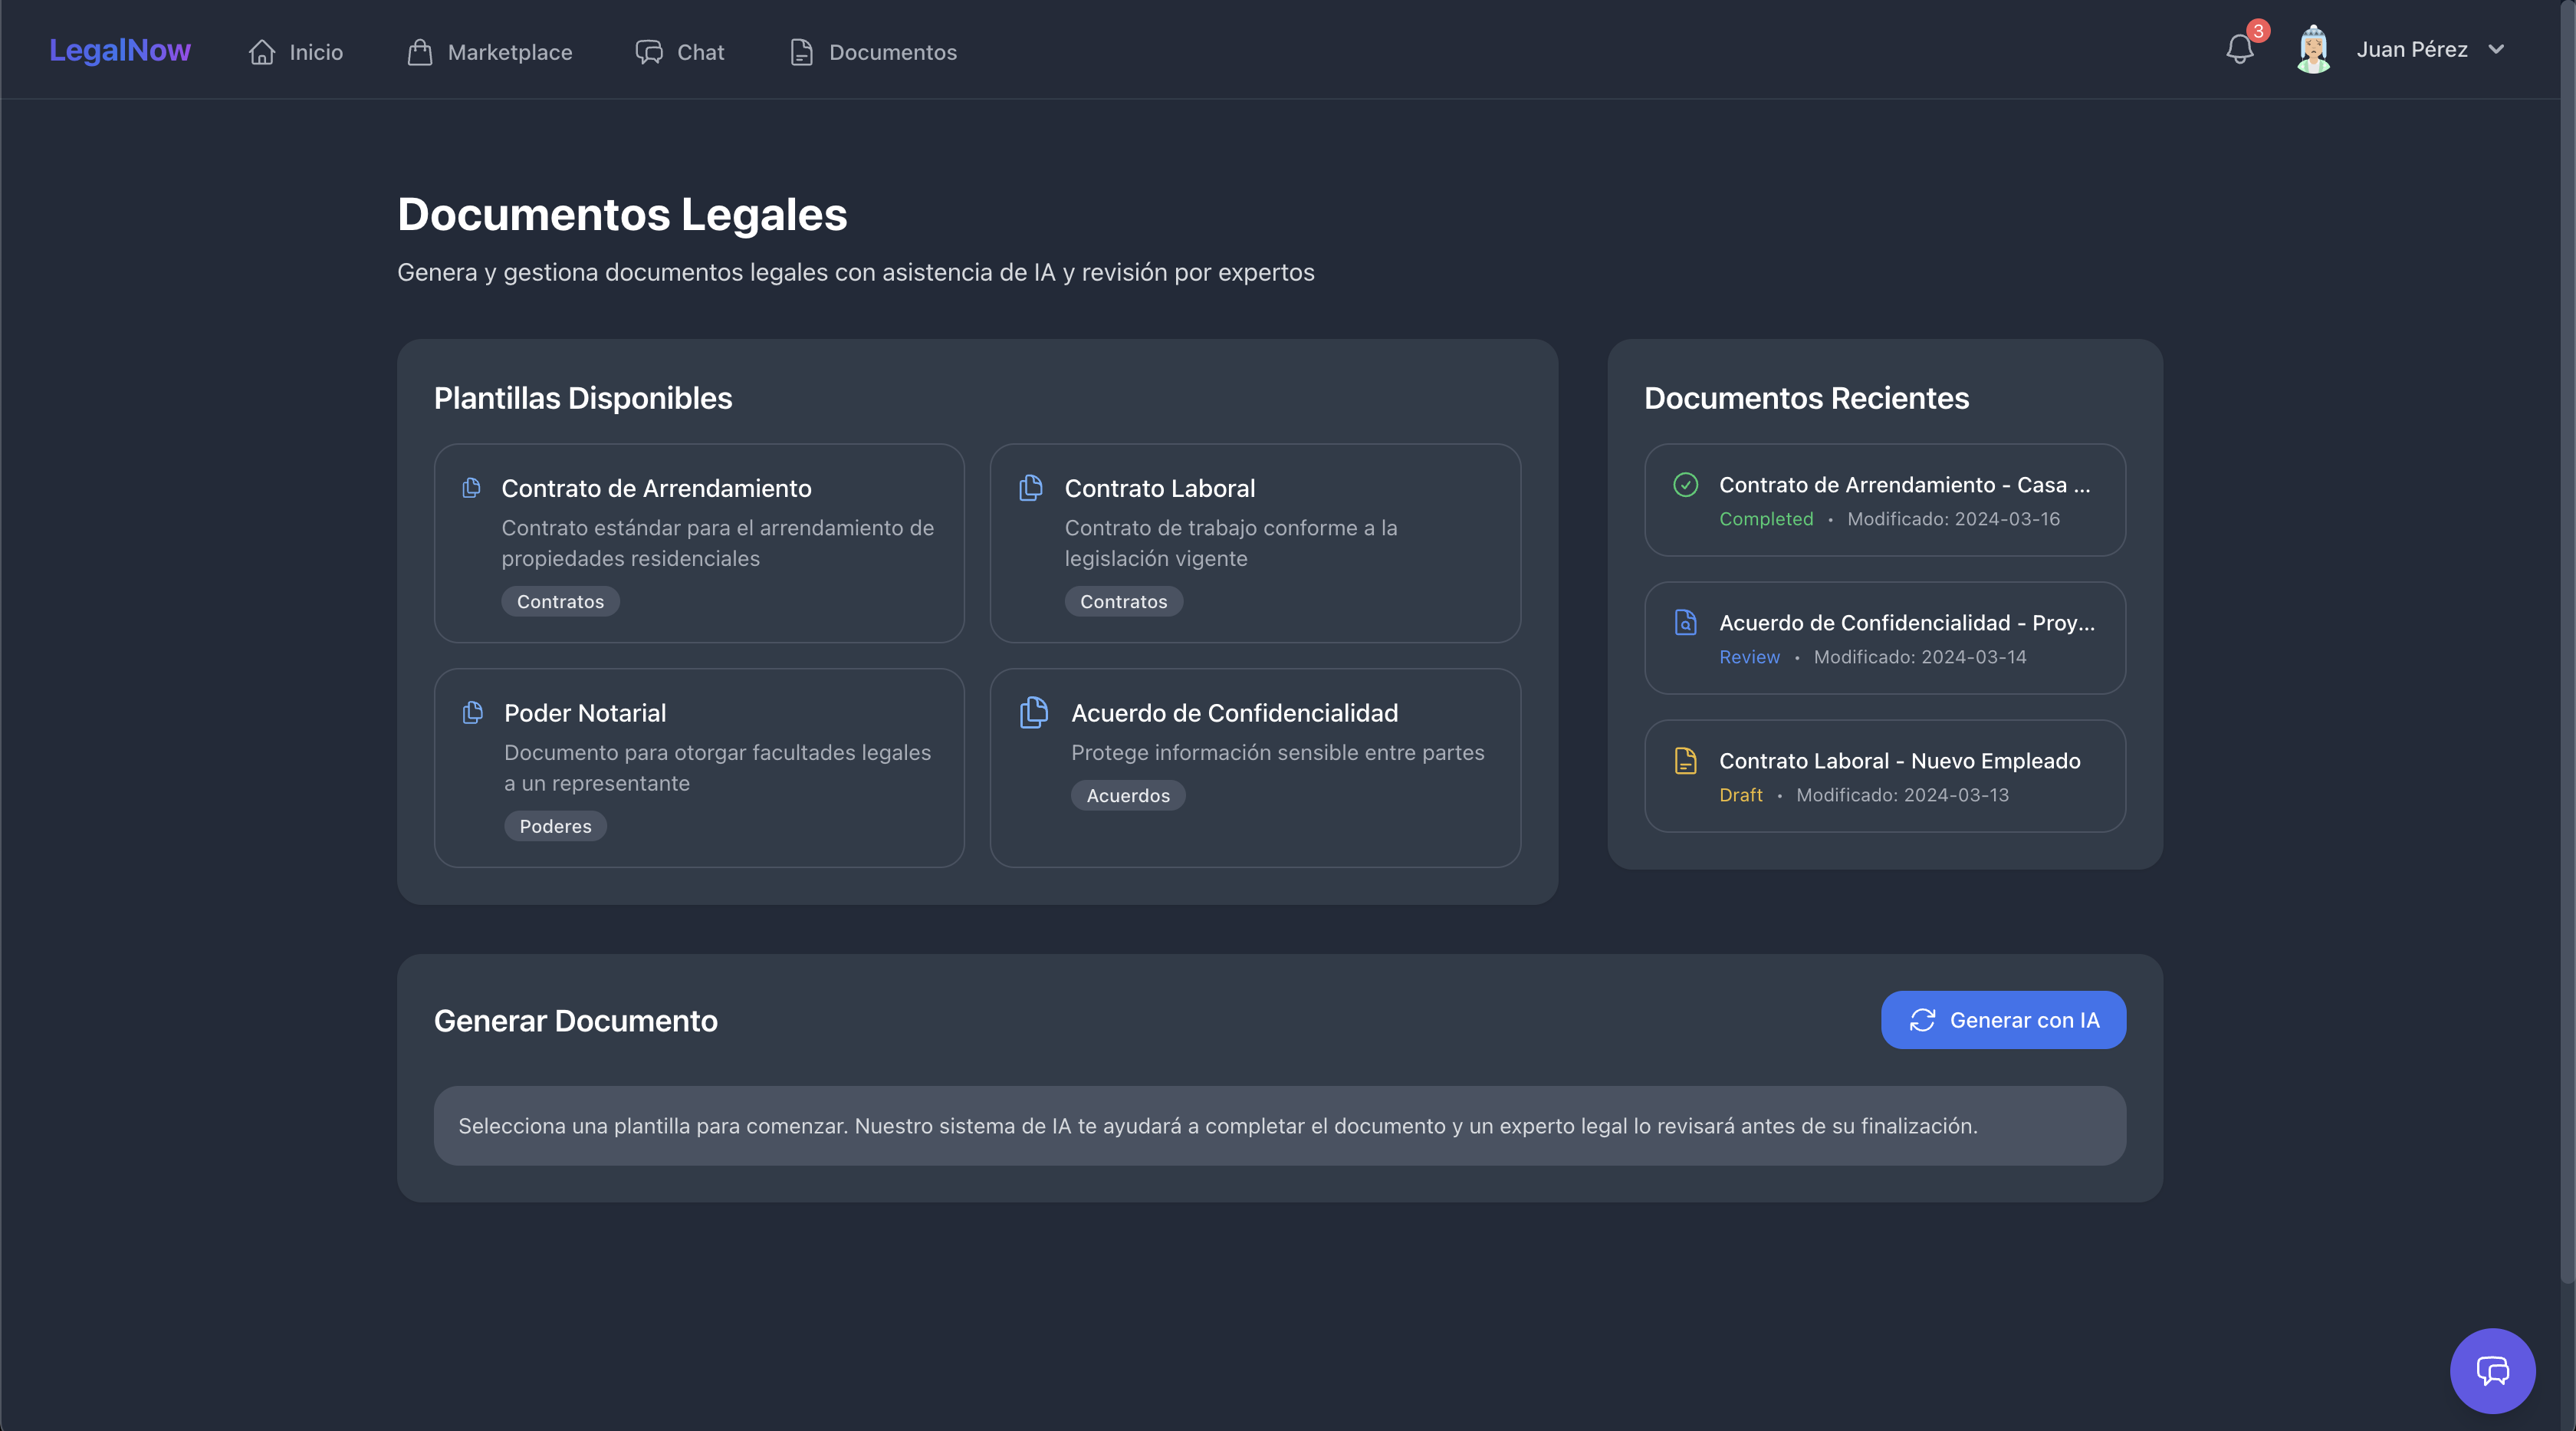 LegalNow
Inicio
Marketplace
Chat
Documentos
3
Juan Pérez
Documentos Legales
Genera y gestiona documentos legales con asistencia de IA y revisión por expertos
Plantillas Disponibles
Contrato de Arrendamiento
Contrato estándar para el arrendamiento de
propiedades residenciales
Contratos
Contrato Laboral
Contrato de trabajo conforme a la
legislación vigente
Contratos
Poder Notarial
Documento para otorgar facultades legales
a un representante
Poderes
Acuerdo de Confidencialidad
Protege información sensible entre partes
Acuerdos
Documentos Recientes
Contrato de Arrendamiento - Casa ...
Completed • Modificado: 2024-03-16
Acuerdo de Confidencialidad - Proy...
Review • Modificado: 2024-03-14
Contrato Laboral - Nuevo Empleado
Draft • Modificado: 2024-03-13
Generar Documento
Generar con IA
Selecciona una plantilla para comenzar. Nuestro sistema de IA te ayudará a completar el documento y un experto legal lo revisará antes de su finalización.